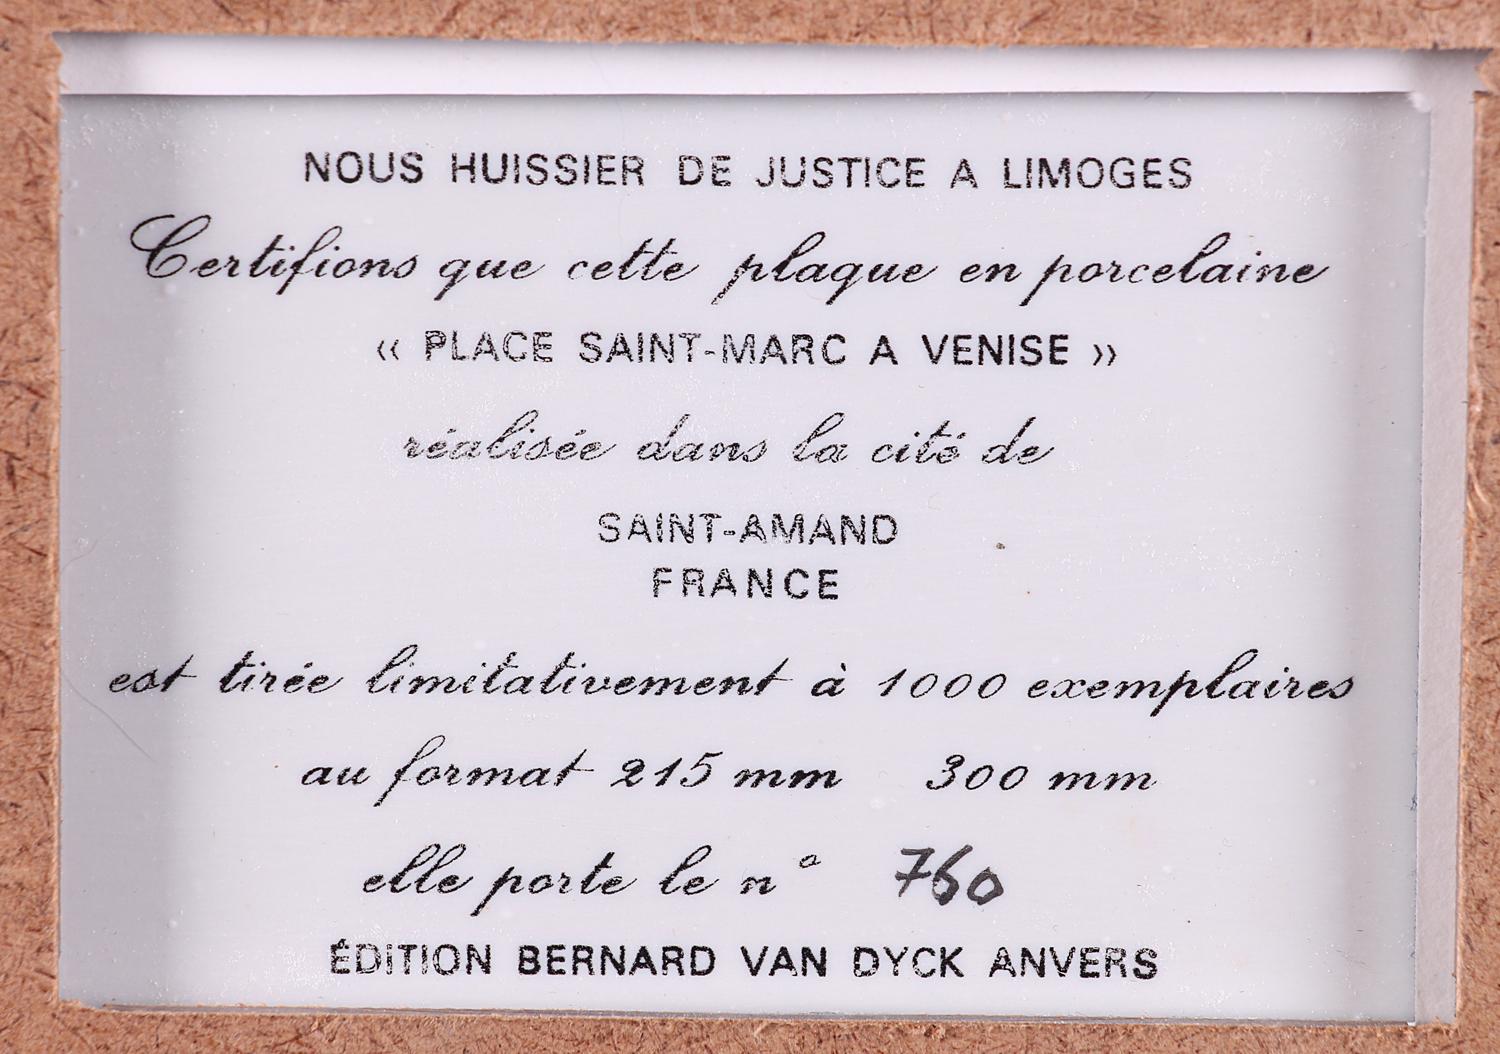 NOUS HUISSIER DE JUSTICE A LIMOGES
Certifions que cette plaque en porcelaine
« PLACE SAINT-MARC A VENISE »
réalisée dans la cité de
SAINT-AMAND
FRANCE
est tirée limitativement à 1000 exemplaires
au format 215 mm 300 mm
elle porte le n° 760
ÉDITION BERNARD VAN DYCK ANVERS